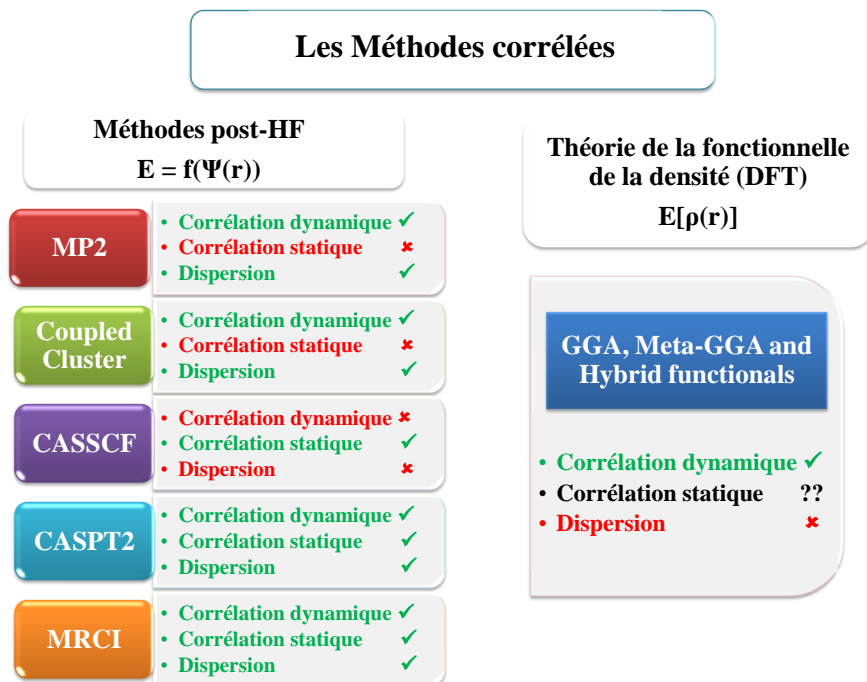 Les Méthodes corrélées
Méthodes post-HF
E = f(Ψ(r))
MP2
• Corrélation dynamique ✓
• Corrélation statique ✘
• Dispersion ✓
Coupled
Cluster
• Corrélation dynamique ✓
• Corrélation statique ✘
• Dispersion ✓
CASSCF
• Corrélation dynamique ✘
• Corrélation statique ✓
• Dispersion ✘
CASPT2
• Corrélation dynamique ✓
• Corrélation statique ✓
• Dispersion ✓
MRCI
• Corrélation dynamique ✓
• Corrélation statique ✓
• Dispersion ✓
Théorie de la fonctionnelle
de la densité (DFT)
E[ρ(r)]
GGA, Meta-GGA and
Hybrid functionals
• Corrélation dynamique ✓
• Corrélation statique ??
• Dispersion ✘